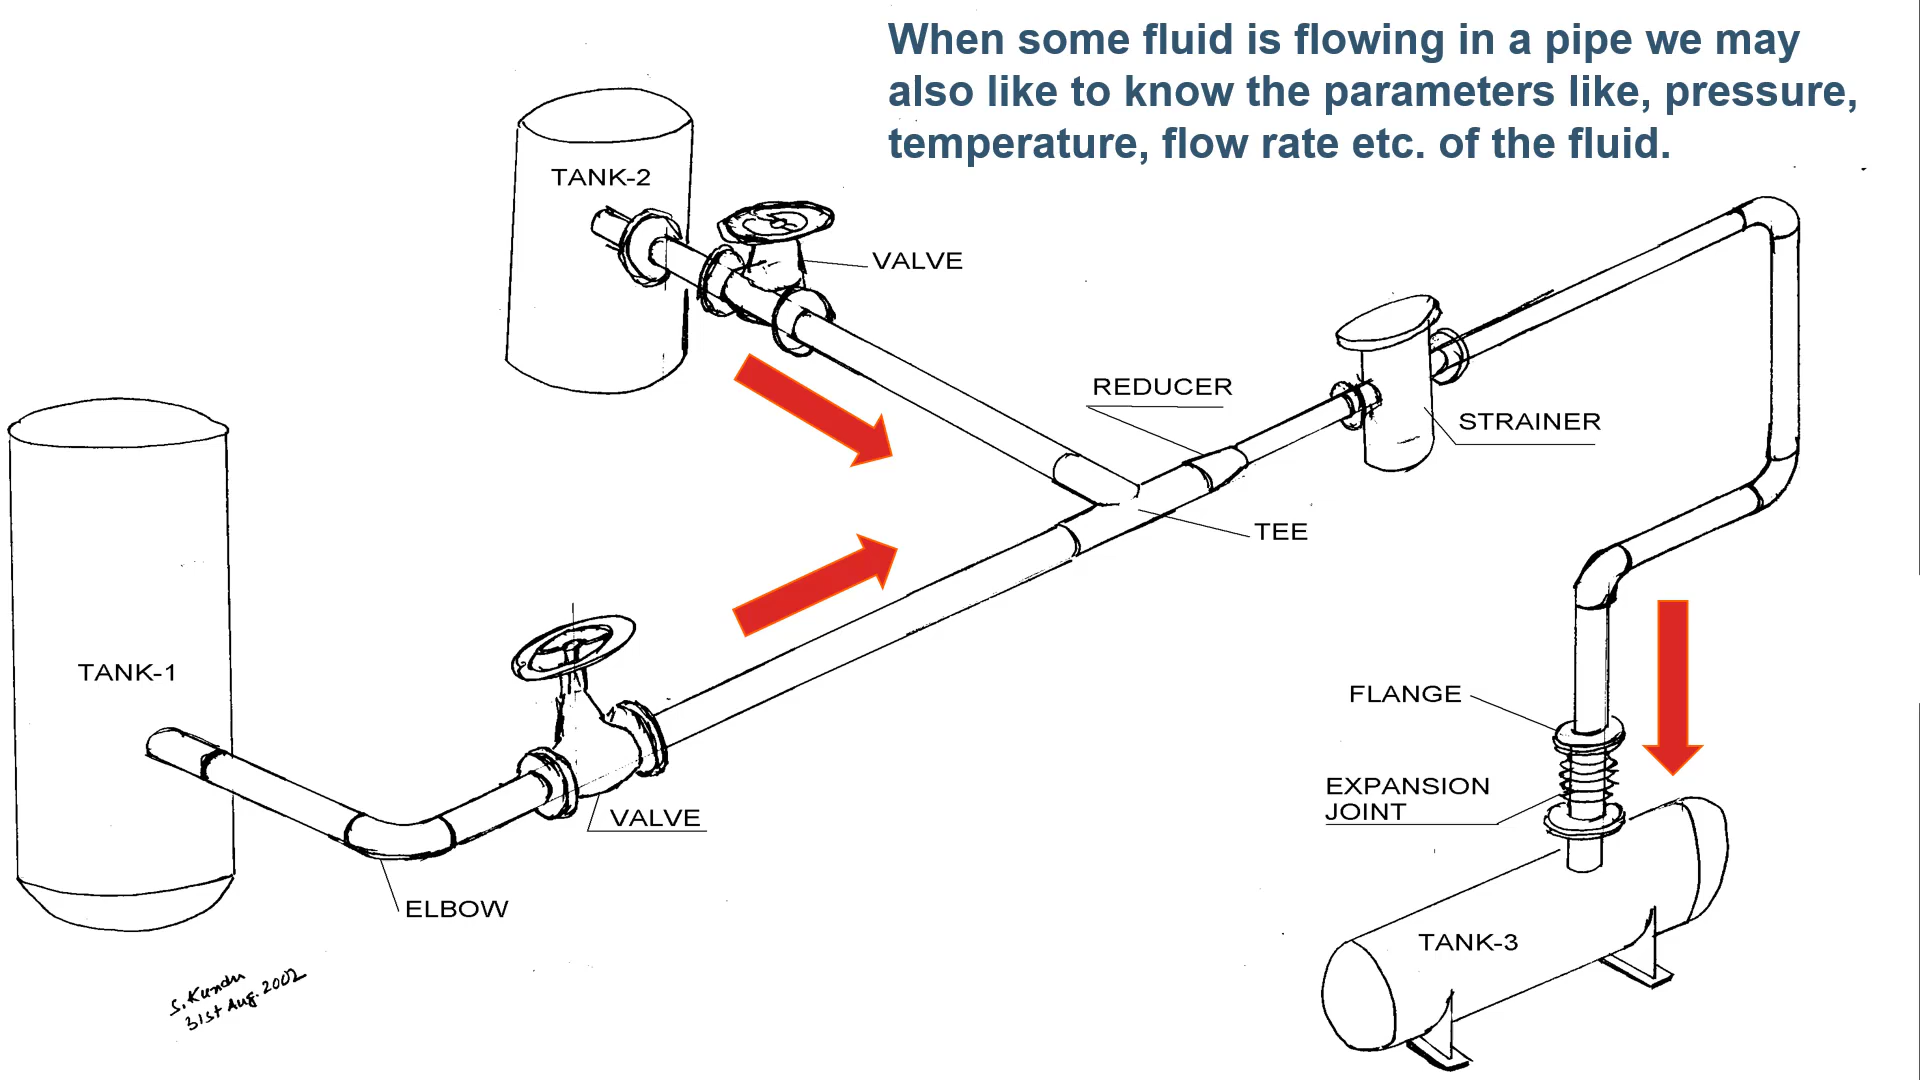 When some fluid is flowing in a pipe we may
also like to know the parameters like, pressure,
temperature, flow rate etc. of the fluid.
TANK-2
VALVE
REDUCER
STRAINER
TEE
TANK-1
FLANGE
EXPANSION
JOINT
VALVE
ELBOW
TANK-3
S. Kundu
31st Aug. 2002